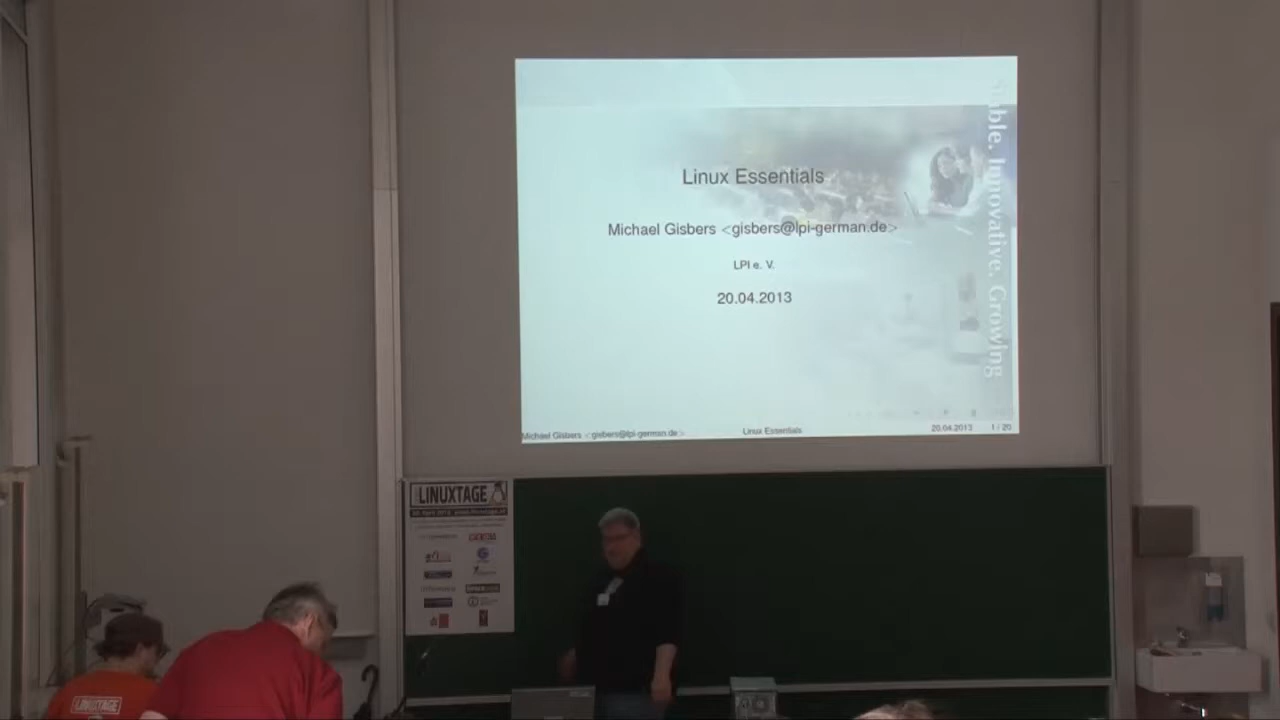 Linux Essentials
Michael Gisbers <gisbers@lpi-german.de>
LPI e. V.
20.04.2013
Innovative. Growing
Michael Gisbers <gisbers@lpi-german.de>
Linux Essentials
20.04.2013
1 / 20
LINUXTAGE
LINUXTAGE